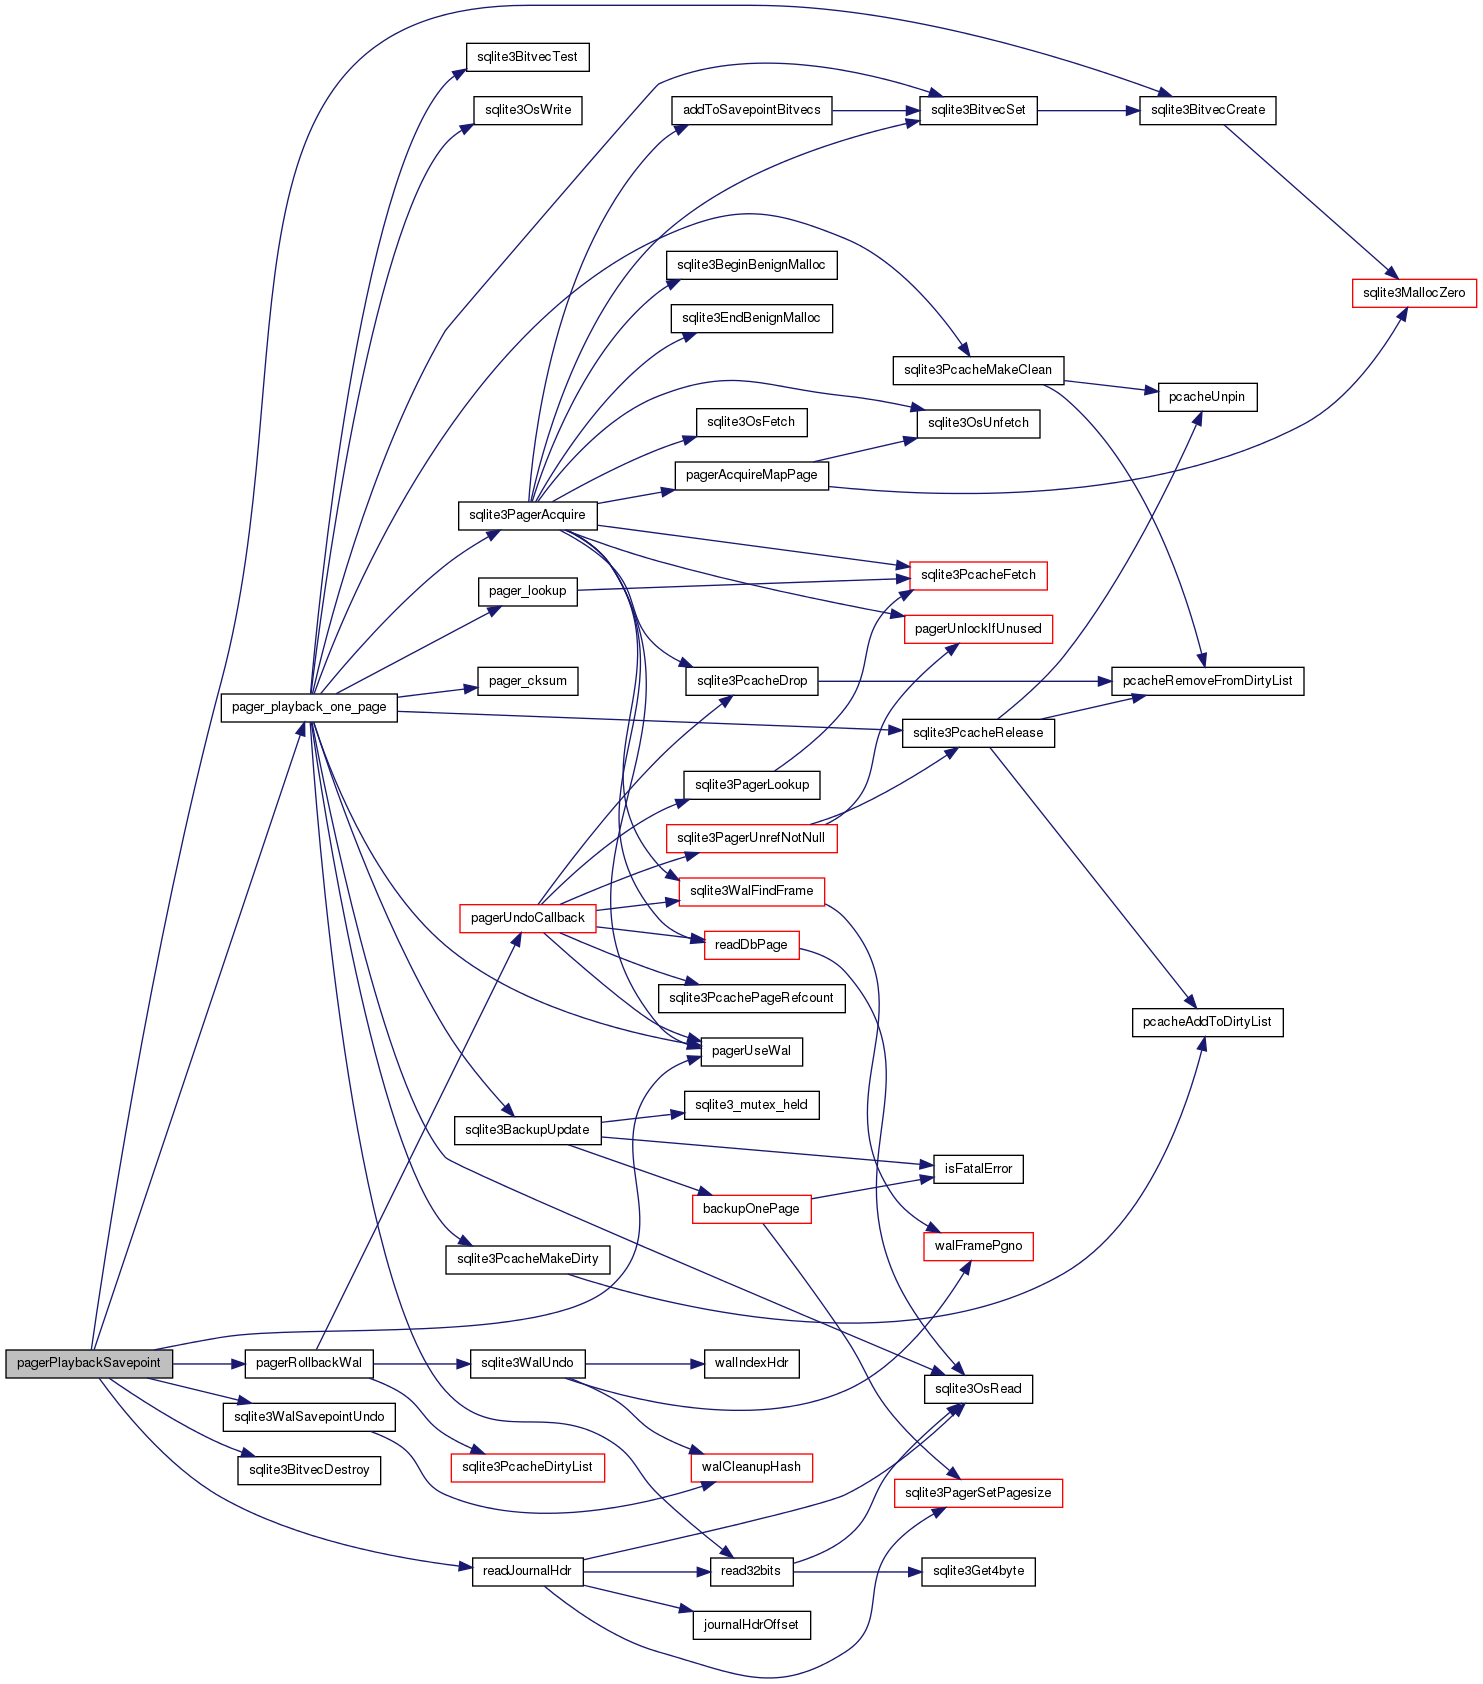 sqlite3BitvecTest
sqlite3OsWrite
addToSavepointBitvecs
sqlite3BitvecSet
sqlite3BitvecCreate
sqlite3BeginBenignMalloc
sqlite3MallocZero
sqlite3EndBenignMalloc
sqlite3PcacheMakeClean
pcacheUnpin
sqlite3OsFetch
sqlite3OsUnfetch
pagerAcquireMapPage
sqlite3PagerAcquire
sqlite3PcacheFetch
pager_lookup
pagerUnlockIfUnused
pager_cksum
sqlite3PcacheDrop
pcacheRemoveFromDirtyList
pager_playback_one_page
sqlite3PcacheRelease
sqlite3PagerLookup
sqlite3PagerUnrefNotNull
sqlite3WalFindFrame
pagerUndoCallback
readDbPage
sqlite3PcachePageRefcount
pcacheAddToDirtyList
pagerUseWal
sqlite3_mutex_held
sqlite3BackupUpdate
isFatalError
backupOnePage
walFramePgno
sqlite3PcacheMakeDirty
pagerPlaybackSavepoint
pagerRollbackWal
sqlite3WalUndo
walIndexHdr
sqlite3OsRead
sqlite3WalSavepointUndo
sqlite3BitvecDestroy
sqlite3PcacheDirtyList
walCleanupHash
sqlite3PagerSetPagesize
readJournalHdr
read32bits
sqlite3Get4byte
journalHdrOffset